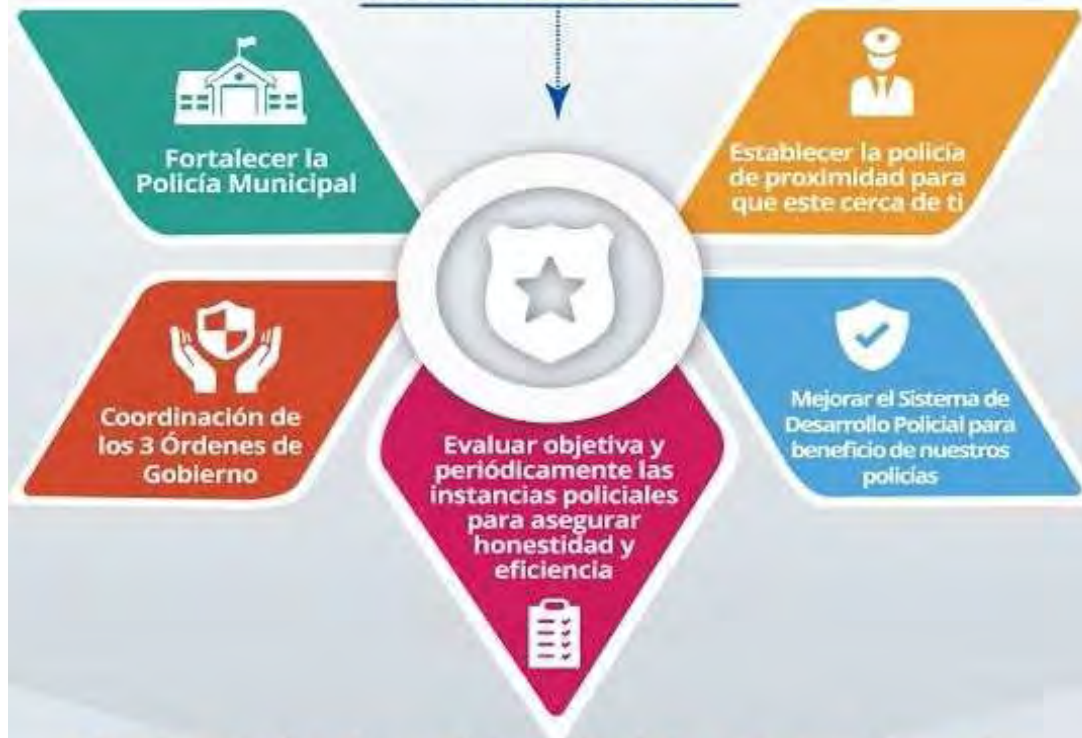 Fortalecer la
Policía Municipal
Establecer la policía
de proximidad para
que este cerca de ti
Coordinación de
los 3 Órdenes de
Gobierno
Evaluar objetiva y
periódicamente las
instancias policiales
para asegurar
honestidad y
eficiencia
Mejorar el Sistema de
Desarrollo Policial para
beneficio de nuestros
policías